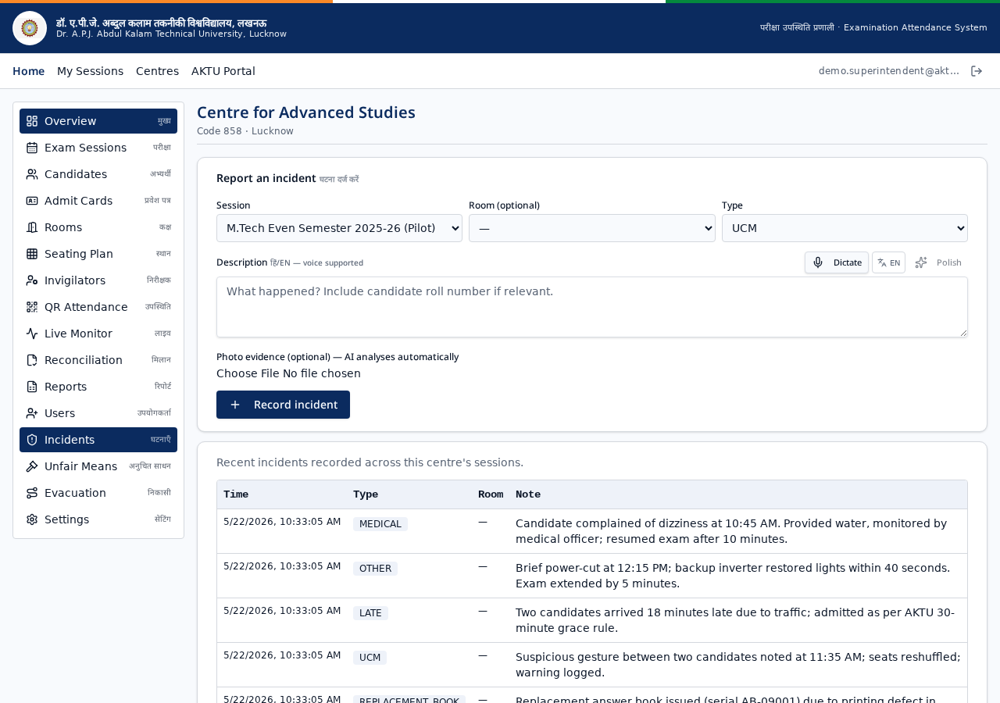 डॉ. ए.पी.जे. अब्दुल कलाम तकनीकी विश्वविद्यालय, लखनऊ
Dr. A.P.J. Abdul Kalam Technical University, Lucknow
परीक्षा उपस्थिति प्रणाली · Examination Attendance System
Home My Sessions Centres AKTU Portal
demo.superintendent@akt...
Overview मुख्य
Exam Sessions परीक्षा
Candidates अभ्यर्थी
Admit Cards प्रवेश पत्र
Rooms कक्ष
Seating Plan स्थान
Invigilators निरीक्षक
QR Attendance उपस्थिति
Live Monitor लाइव
Reconciliation मिलान
Reports रिपोर्ट
Users उपयोगकर्ता
Incidents घटनाएँ
Unfair Means अनुचित साधन
Evacuation निकासी
Settings सेटिंग
Centre for Advanced Studies
Code 858 · Lucknow
Report an incident घटना दर्ज करें
Session Room (optional) Type
M.Tech Even Semester 2025-26 (Pilot) — UCM
Description हिं/EN — voice supported
Dictate EN Polish
What happened? Include candidate roll number if relevant.
Photo evidence (optional) — AI analyses automatically
Choose File No file chosen
Record incident
Recent incidents recorded across this centre's sessions.
Time Type Room Note
5/22/2026, 10:33:05 AM MEDICAL — Candidate complained of dizziness at 10:45 AM. Provided water, monitored by
medical officer; resumed exam after 10 minutes.
5/22/2026, 10:33:05 AM OTHER — Brief power-cut at 12:15 PM; backup inverter restored lights within 40 seconds.
Exam extended by 5 minutes.
5/22/2026, 10:33:05 AM LATE — Two candidates arrived 18 minutes late due to traffic; admitted as per AKTU 30-
minute grace rule.
5/22/2026, 10:33:05 AM UCM — Suspicious gesture between two candidates noted at 11:35 AM; seats reshuffled;
warning logged.
5/22/2026, 10:33:05 AM REPLACEMENT_BOOK — Replacement answer book issued (serial AB-09001) due to printing defect in